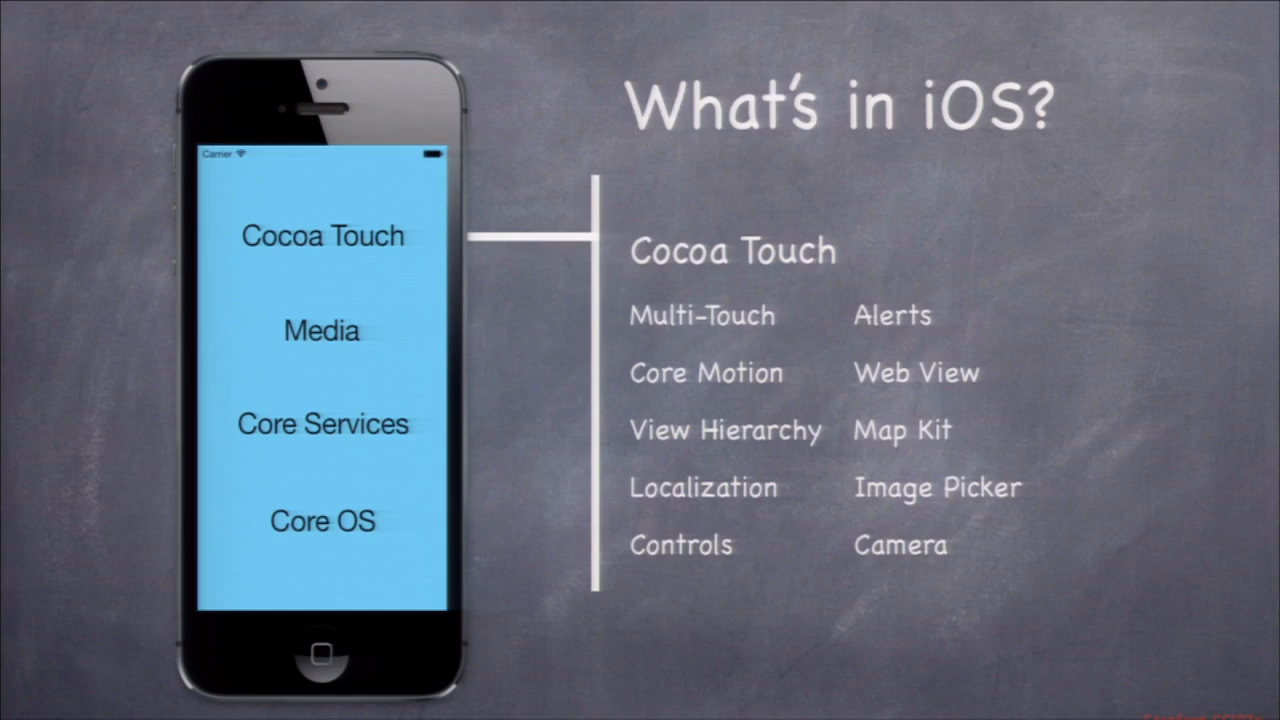 What's in iOS?
Carrier
Cocoa Touch
Media
Core Services
Core OS
Cocoa Touch
Multi-Touch Alerts
Core Motion Web View
View Hierarchy Map Kit
Localization Image Picker
Controls Camera